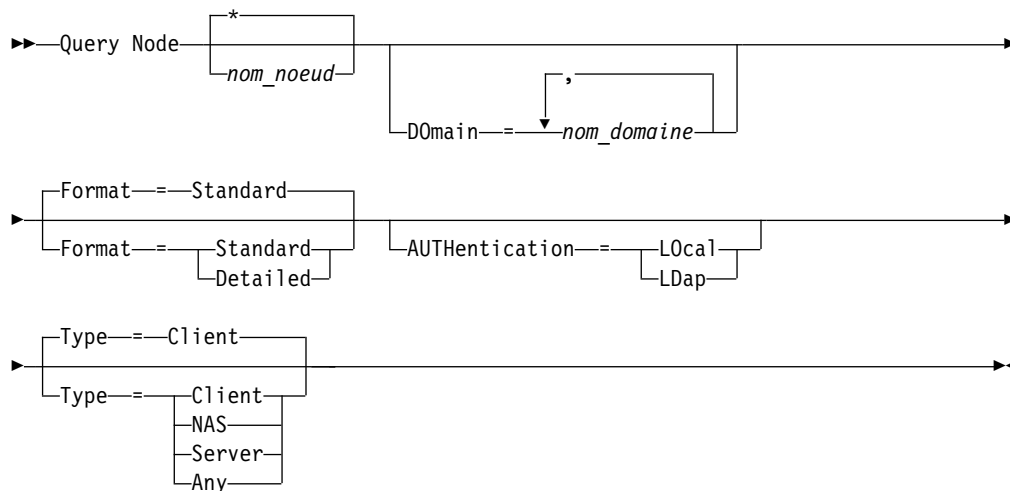 *
Query Node
nom_noeud
,
DOmain = nom_domaine
Format = Standard
Format = Standard
Detailed
AUTHentication = LOcal
LDap
Type = Client
Type = Client
NAS
Server
Any